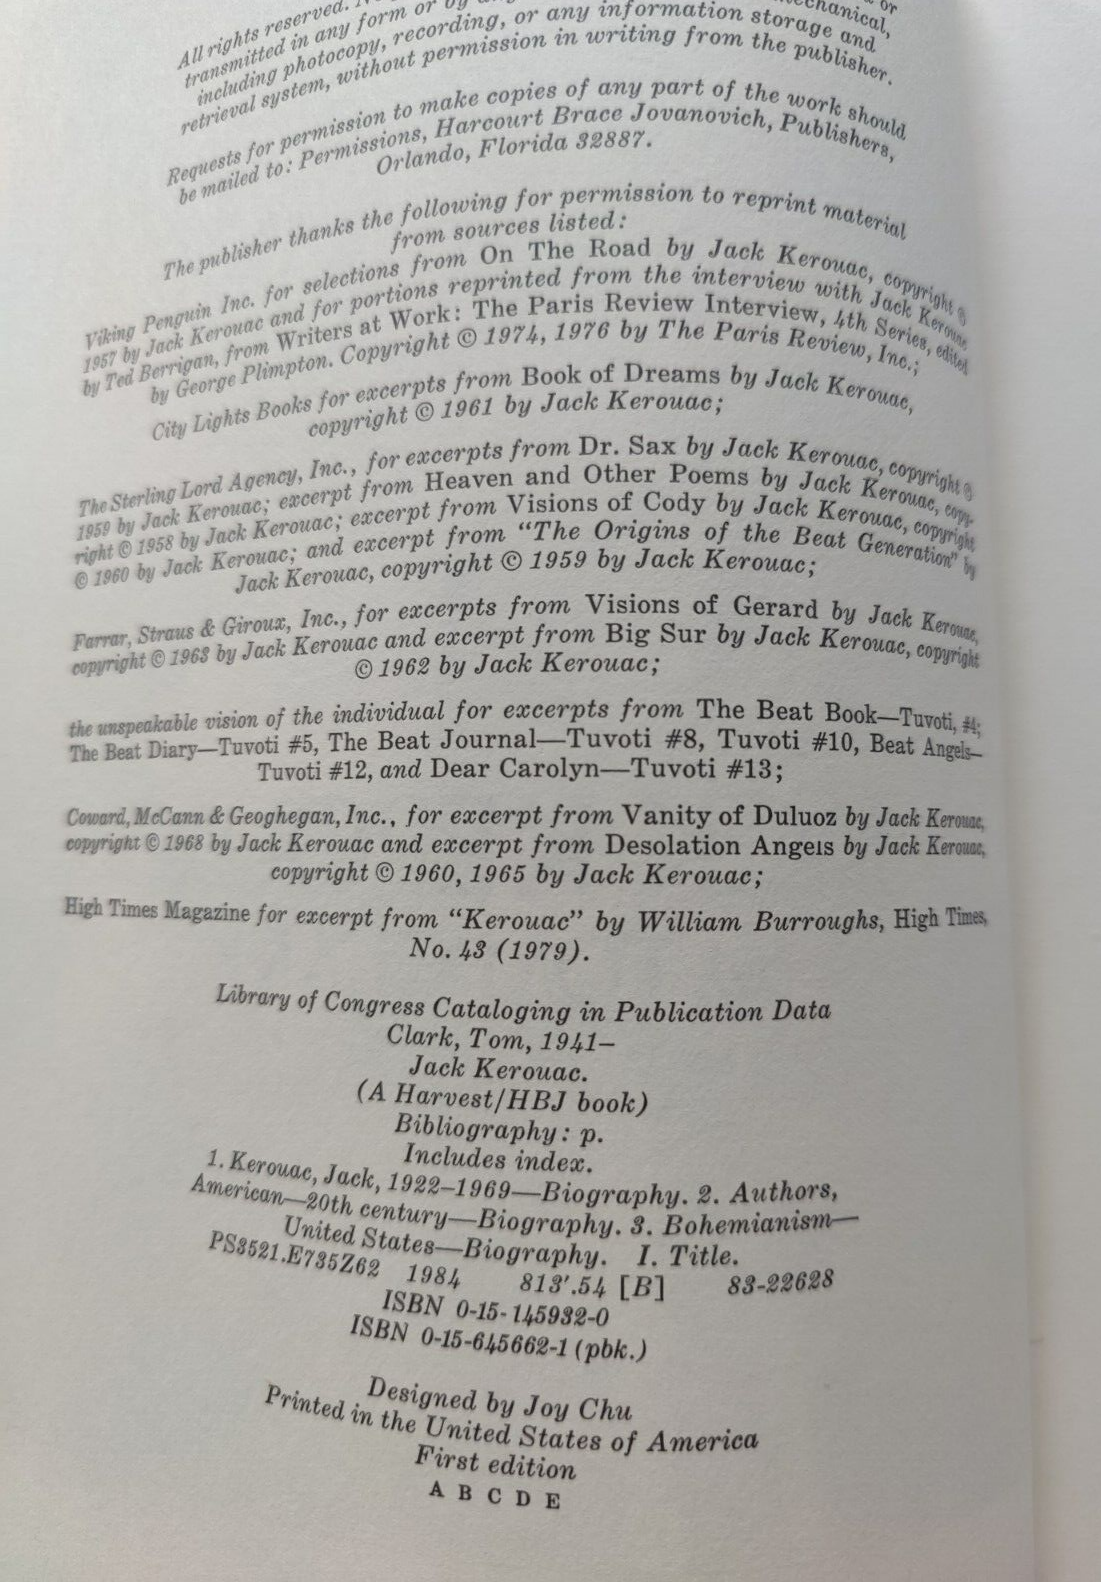 or
All rights reserved. No chanical,
transmitted in any form or by any
including photocopy, recording, or any information storage and
retrieval system, without permission in writing from the publisher.
Requests for permission to make copies of any part of the work should
be mailed to: Permissions, Harcourt Brace Jovanovich, Publishers,
Orlando, Florida 32887.
The publisher thanks the following for permission to reprint material
from sources listed:
Viking Penguin Inc. for selections from On The Road by Jack Kerouac, copyright ©
1957 by Jack Kerouac and for portions reprinted from the interview with Jack Kerouac
by Ted Berrigan, from Writers at Work: The Paris Review Interview, 4th Series, edited
by George Plimpton. Copyright © 1974, 1976 by The Paris Review, Inc.;
City Lights Books for excerpts from Book of Dreams by Jack Kerouac,
copyright © 1961 by Jack Kerouac;
The Sterling Lord Agency, Inc., for excerpts from Dr. Sax by Jack Kerouac, copyright ©
1959 by Jack Kerouac; excerpt from Heaven and Other Poems by Jack Kerouac, copy-
right © 1958 by Jack Kerouac; excerpt from Visions of Cody by Jack Kerouac, copyright
© 1960 by Jack Kerouac; and excerpt from “The Origins of the Beat Generation” by
Jack Kerouac, copyright © 1959 by Jack Kerouac;
Farrar, Straus & Giroux, Inc., for excerpts from Visions of Gerard by Jack Kerouac,
copyright © 1963 by Jack Kerouac and excerpt from Big Sur by Jack Kerouac, copyright
© 1962 by Jack Kerouac;
the unspeakable vision of the individual for excerpts from The Beat Book—Tuvoti, #4;
The Beat Diary—Tuvoti #5, The Beat Journal—Tuvoti #8, Tuvoti #10, Beat Angels—
Tuvoti #12, and Dear Carolyn—Tuvoti #13;
Coward, McCann & Geoghegan, Inc., for excerpt from Vanity of Duluoz by Jack Kerouac,
copyright © 1968 by Jack Kerouac and excerpt from Desolation Angels by Jack Kerouac,
copyright © 1960, 1965 by Jack Kerouac;
High Times Magazine for excerpt from “Kerouac” by William Burroughs, High Times,
No. 43 (1979).
Library of Congress Cataloging in Publication Data
Clark, Tom, 1941–
Jack Kerouac.
(A Harvest/HBJ book)
Bibliography: p.
Includes index.
1. Kerouac, Jack, 1922–1969—Biography. 2. Authors,
American—20th century—Biography. 3. Bohemianism—
United States—Biography. I. Title.
PS3521.E735Z62 1984 813'.54 [B] 83-22628
ISBN 0-15-145932-0
ISBN 0-15-645662-1 (pbk.)
Designed by Joy Chu
Printed in the United States of America
First edition
A B C D E